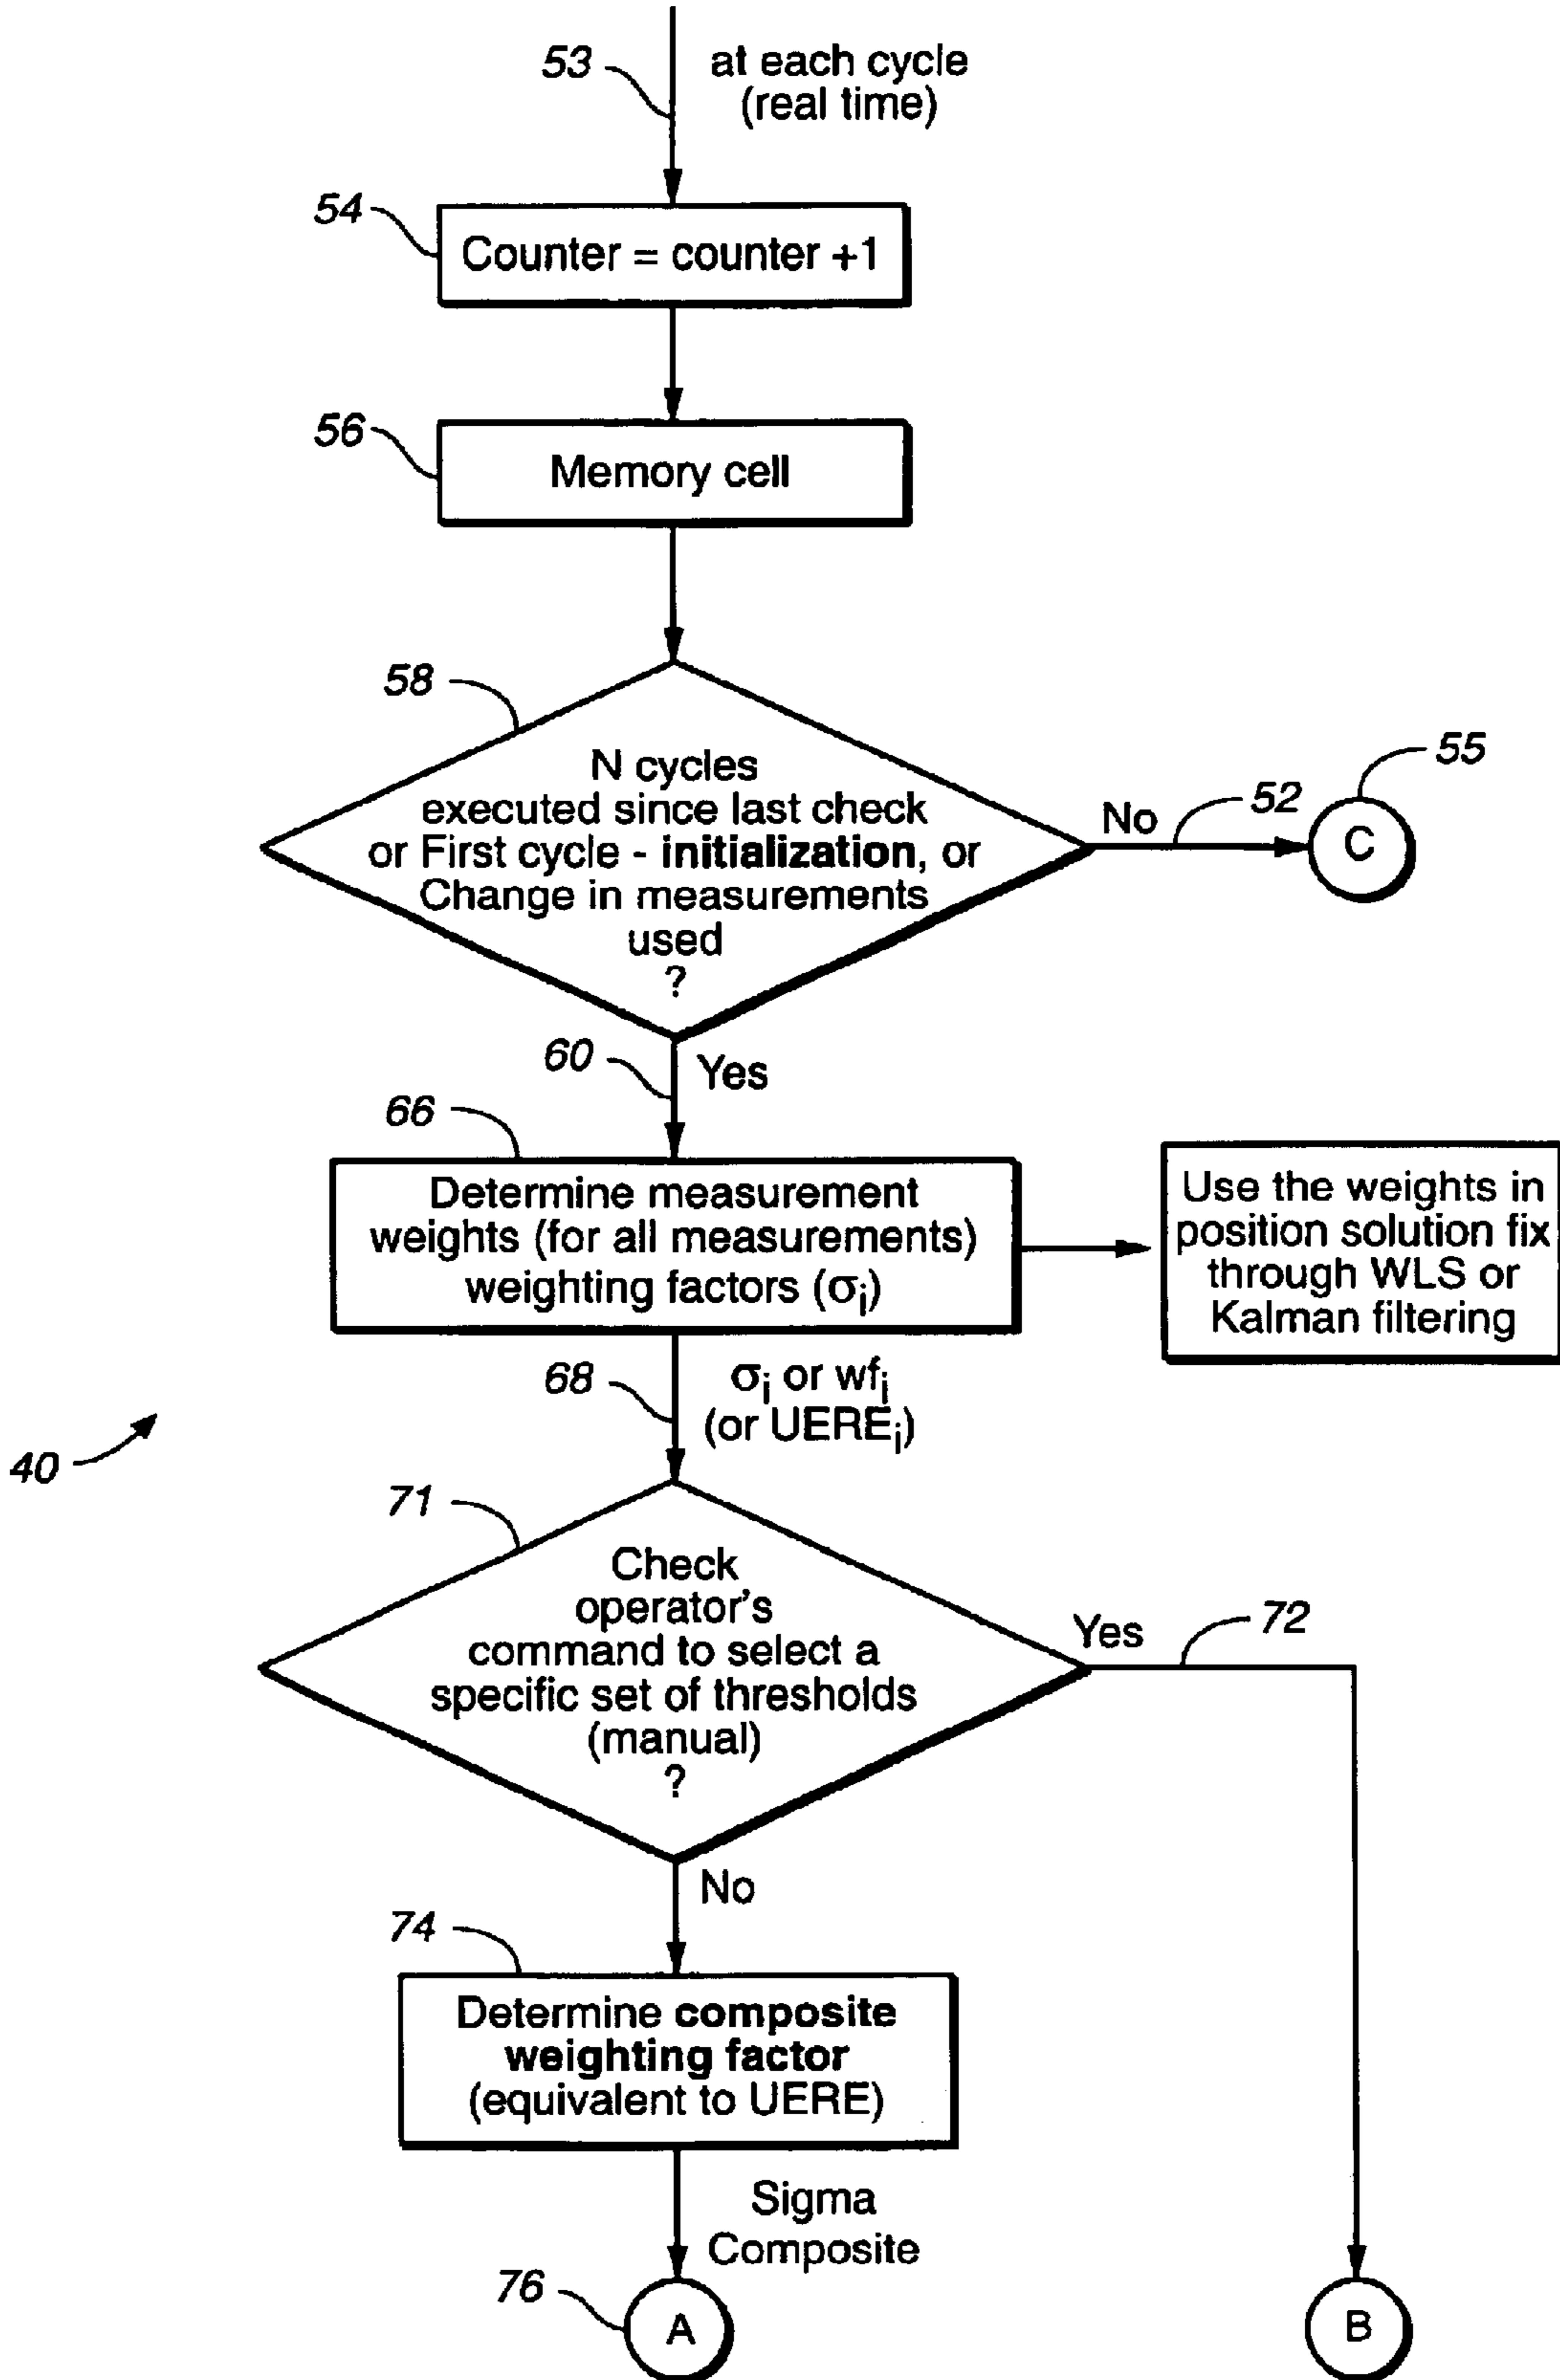 53
at each cycle
(real time)
54
Counter = counter +1
56
Memory cell
58
N cycles
executed since last check
or First cycle - initialization, or
Change in measurements
used
?
No
52
55
C
60
Yes
66
Determine measurement
weights (for all measurements)
weighting factors (σi)
Use the weights in
position solution fix
through WLS or
Kalman filtering
68
σi or wfi
(or UEREi)
40
71
Check
operator's
command to select a
specific set of thresholds
(manual)
?
Yes
72
No
74
Determine composite
weighting factor
(equivalent to UERE)
Sigma
Composite
76
A
B